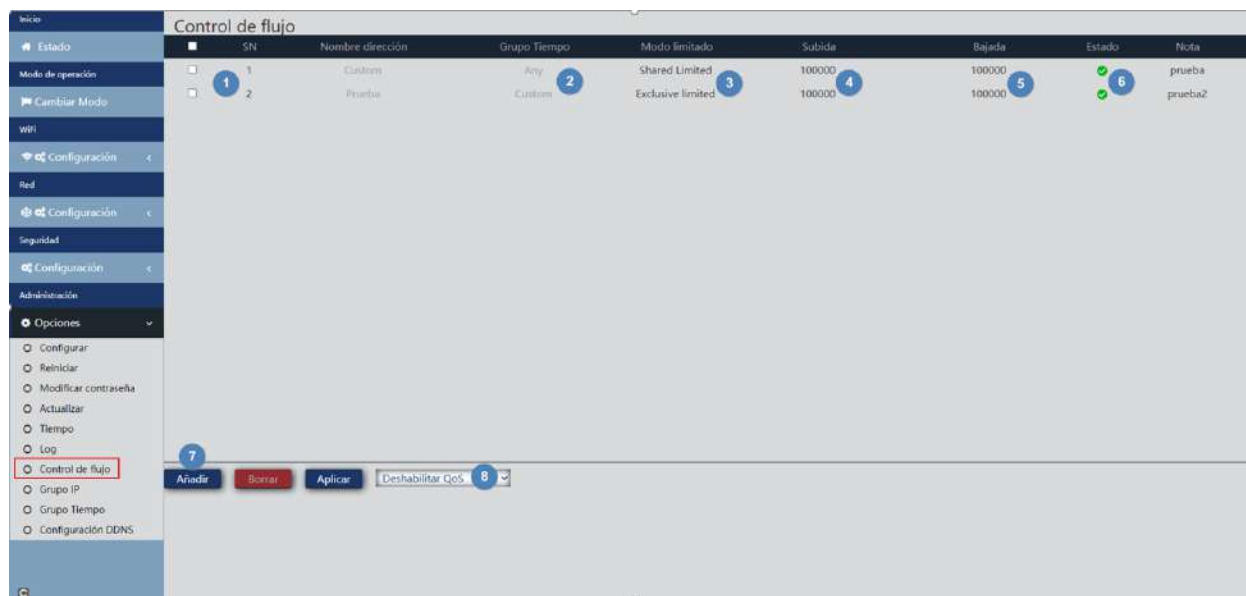 Inicio
Estado
Modo de operación
Cambiar Modo
WiFi
Configuración
Red
Configuración
Seguridad
Configuración
Administración
Opciones
Configurar
Reiniciar
Modificar contraseña
Actualizar
Tiempo
Log
Control de flujo
Grupo IP
Grupo Tiempo
Configuración DDNS
Control de flujo
SN Nombre dirección Grupo Tiempo Modo limitado Subida Bajada Estado Nota
1 Custom Any Shared Limited 100000 100000 prueba
1 2 3 4 5 6
2 Prueba Custom Exclusive limited 100000 100000 prueba2
7
Añadir Borrar Aplicar Deshabilitar QoS 8